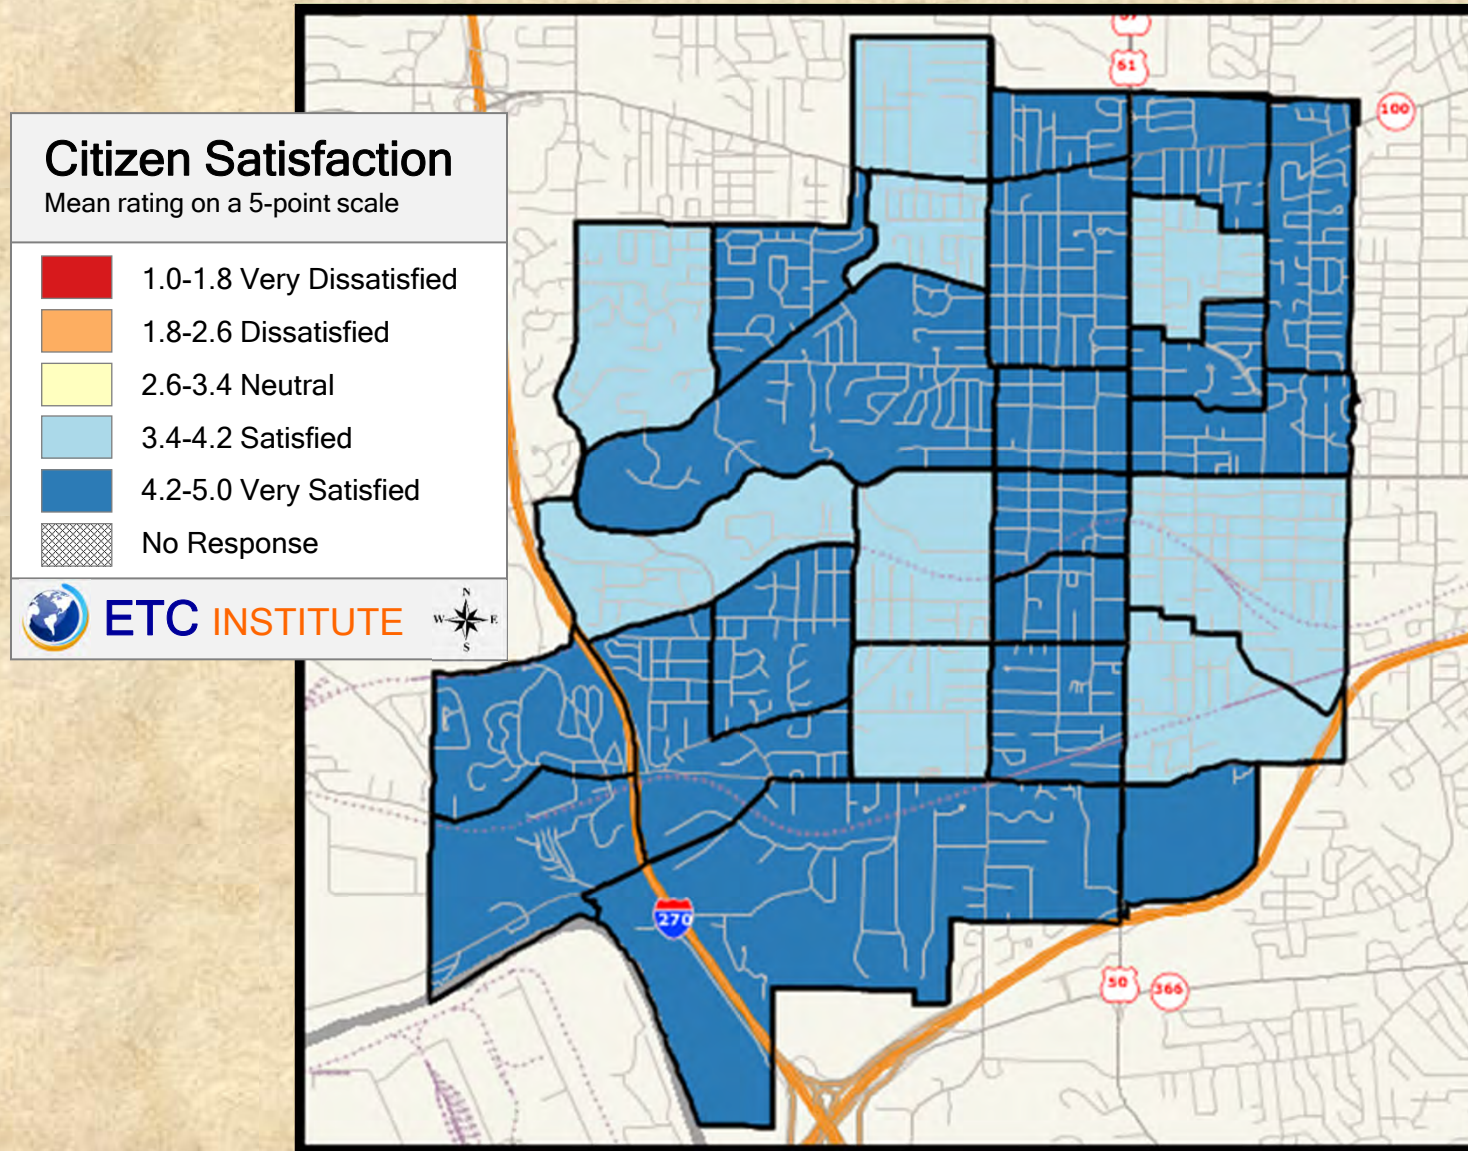 Citizen Satisfaction
Mean rating on a 5-point scale
1.0-1.8 Very Dissatisfied
1.8-2.6 Dissatisfied
2.6-3.4 Neutral
3.4-4.2 Satisfied
4.2-5.0 Very Satisfied
No Response
ETC INSTITUTE
N
W E
S
61
100
270
50
366